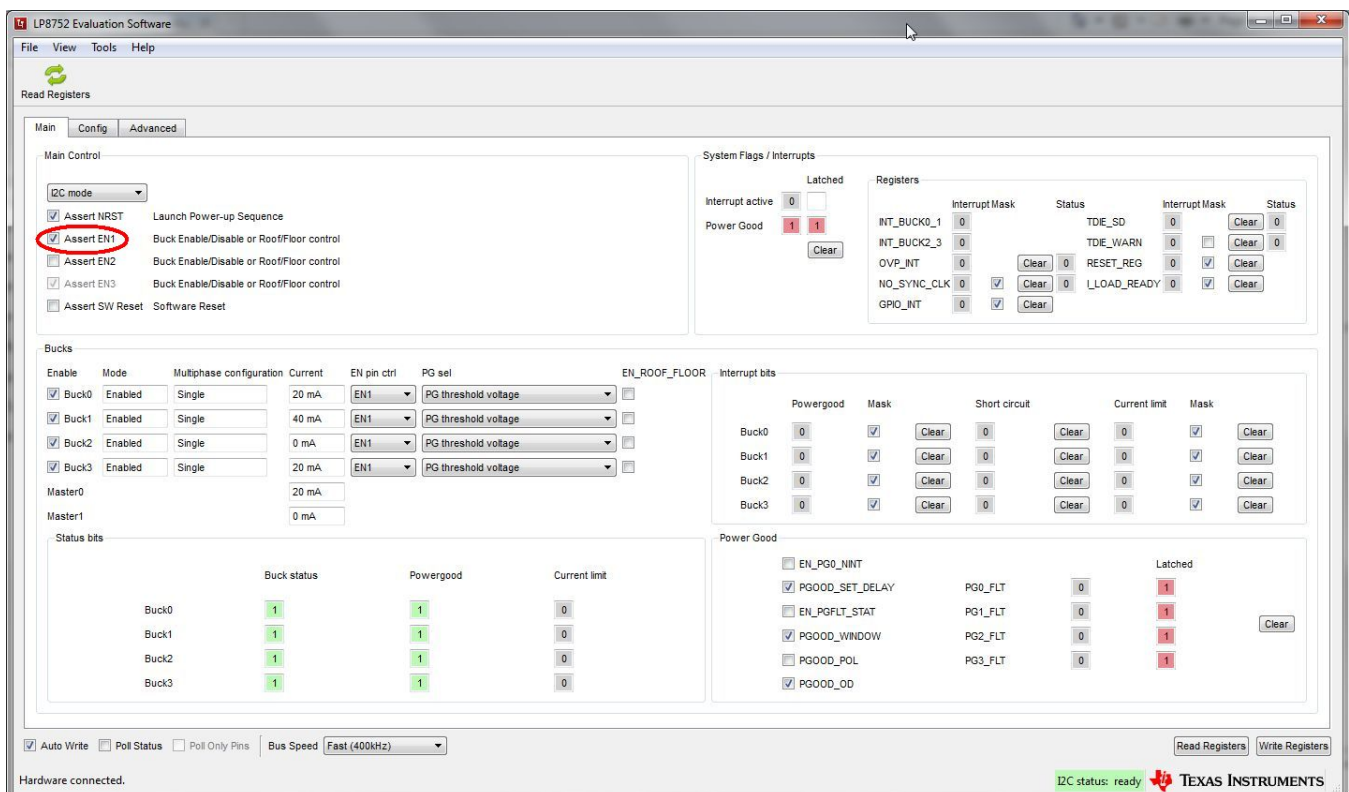 LP8752 Evaluation Software
File View Tools Help
Read Registers
Main Config Advanced
Main Control
I2C mode
Assert NRST Launch Power-up Sequence
Assert EN1 Buck Enable/Disable or Roof/Floor control
Assert EN2 Buck Enable/Disable or Roof/Floor control
Assert EN3 Buck Enable/Disable or Roof/Floor control
Assert SW Reset Software Reset
System Flags / Interrupts
Latched
Interrupt active 0
Power Good 1 1
Clear
Registers
Interrupt Mask Status Interrupt Mask Status
INT_BUCK0_1 0 TDIE_SD 0 Clear 0
INT_BUCK2_3 0 TDIE_WARN 0 Clear 0
OVP_INT 0 Clear 0 RESET_REG 0 Clear
NO_SYNC_CLK 0 Clear 0 I_LOAD_READY 0 Clear
GPIO_INT 0 Clear
Bucks
Enable Mode Multiphase configuration Current EN pin ctrl PG sel EN_ROOF_FLOOR
Buck0 Enabled Single 20 mA EN1 PG threshold voltage
Buck1 Enabled Single 40 mA EN1 PG threshold voltage
Buck2 Enabled Single 0 mA EN1 PG threshold voltage
Buck3 Enabled Single 20 mA EN1 PG threshold voltage
Master0 20 mA
Master1 0 mA
Interrupt bits
Powergood Mask Short circuit Current limit Mask
Buck0 0 Clear 0 Clear 0 Clear
Buck1 0 Clear 0 Clear 0 Clear
Buck2 0 Clear 0 Clear 0 Clear
Buck3 0 Clear 0 Clear 0 Clear
Status bits
Buck status Powergood Current limit
Buck0 1 1 0
Buck1 1 1 0
Buck2 1 1 0
Buck3 1 1 0
Power Good
EN_PG0_NINT Latched
PGOOD_SET_DELAY PG0_FLT 0 1
EN_PGFLT_STAT PG1_FLT 0 1
Clear
PGOOD_WINDOW PG2_FLT 0 1
PGOOD_POL PG3_FLT 0 1
PGOOD_OD
Auto Write Poll Status Poll Only Pins Bus Speed Fast (400kHz) Read Registers Write Registers
Hardware connected. I2C status: ready TEXAS INSTRUMENTS